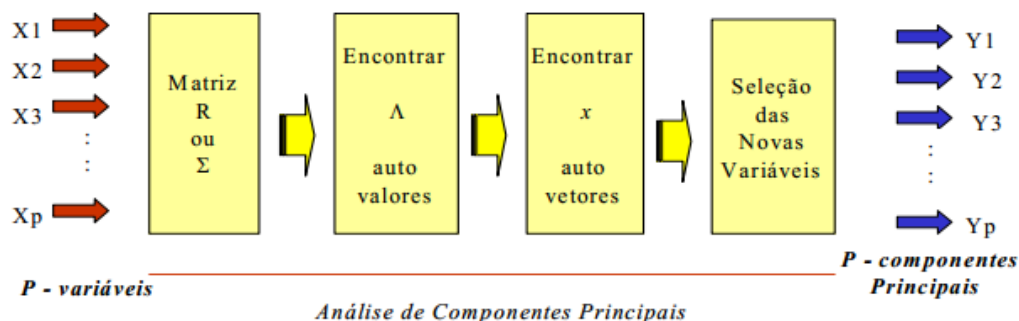 X1
X2
X3
:
:
Xp
P - variáveis
Matriz
R
ou
Σ
Encontrar
Λ
auto
valores
Encontrar
x
auto
vetores
Seleção
das
Novas
Variáveis
Y1
Y2
Y3
:
:
Yp
P - componentes
Principais
Análise de Componentes Principais